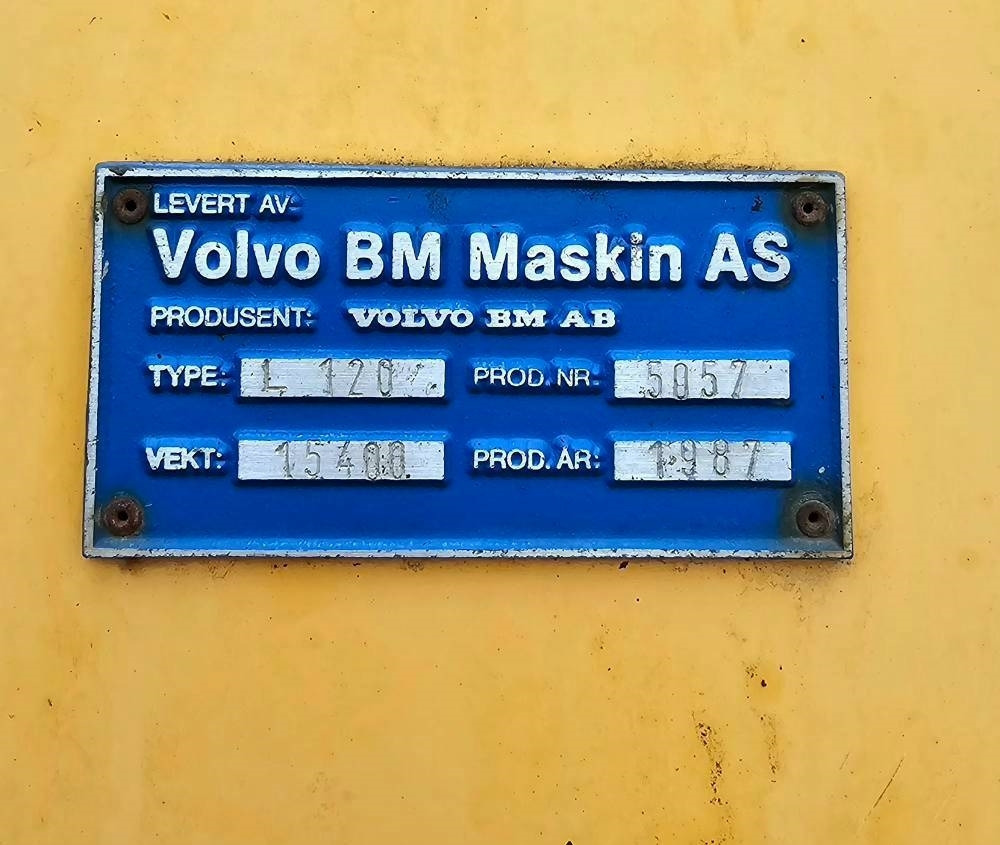 LEVERT AV:
Volvo BM Maskin AS
PRODUSENT: VOLVO BM AB
TYPE: L 120 PROD. NR: 5057
VEKT: 15400 PROD. ÅR: 1987